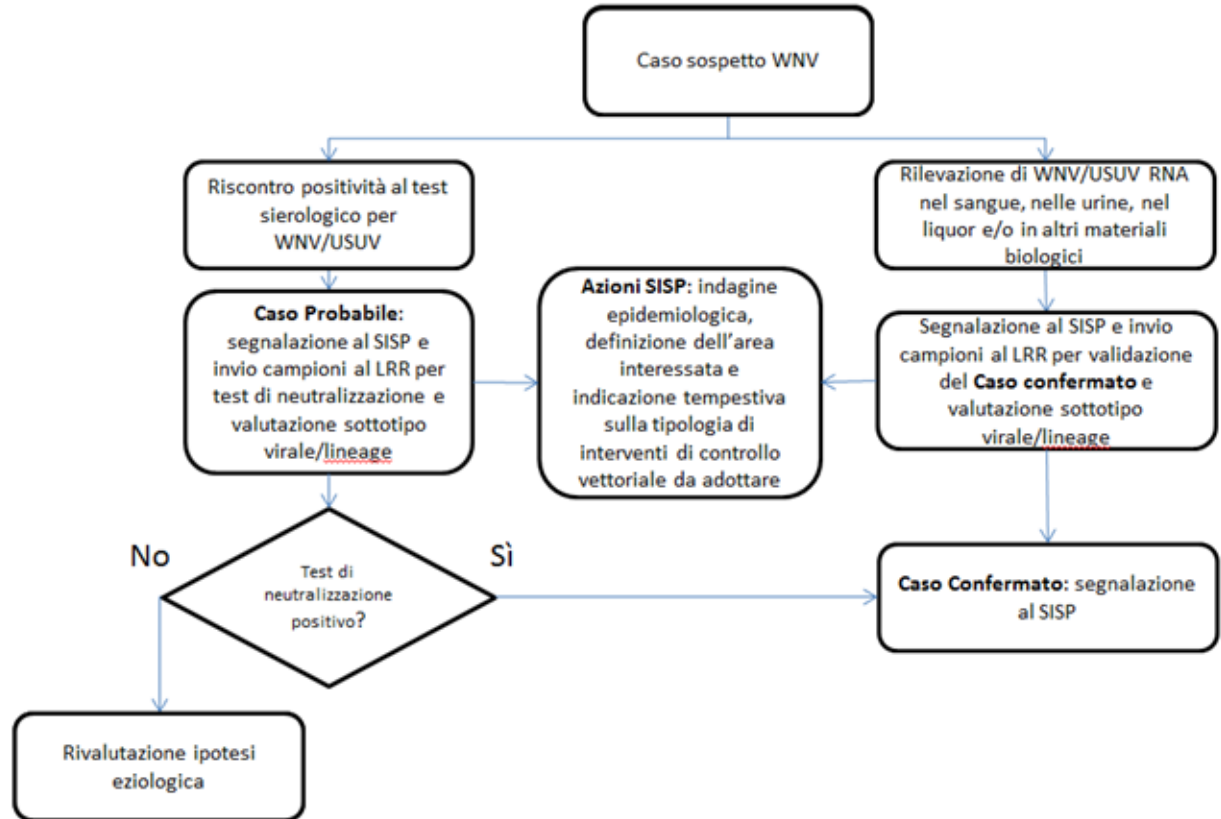 Caso sospetto WNV
Riscontro positività al test
sierologico per
WNV/USUV
Rilevazione di WNV/USUV RNA
nel sangue, nelle urine, nel
liquor e/o in altri materiali
biologici
Caso Probabile:
segnalazione al SISP e
invio campioni al LRR per
test di neutralizzazione e
valutazione sottotipo
virale/lineage
Azioni SISP: indagine
epidemiologica,
definizione dell'area
interessata e
indicazione tempestiva
sulla tipologia di
interventi di controllo
vettoriale da adottare
Segnalazione al SISP e invio
campioni al LRR per validazione
del Caso confermato e
valutazione sottotipo
virale/lineage
No
Sì
Test di
neutralizzazione
positivo?
Caso Confermato: segnalazione
al SISP
Rivalutazione ipotesi
eziologica